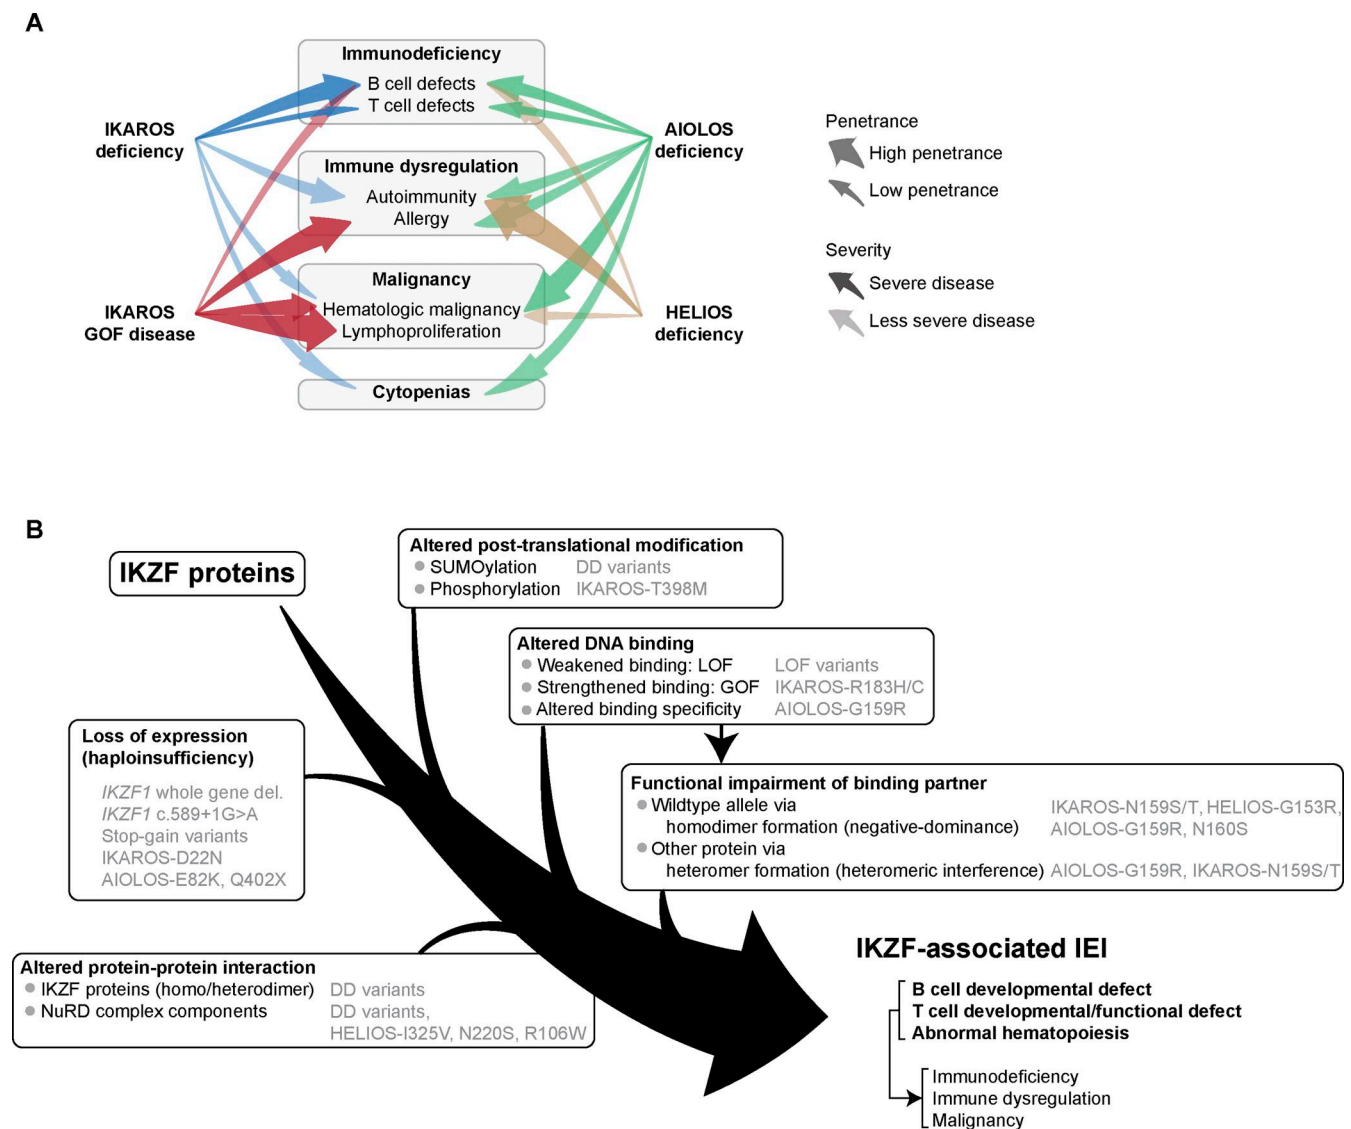 A
Immunodeficiency
B cell defects
T cell defects
IKAROS
deficiency
AIOLOS
deficiency
Immune dysregulation
Autoimmunity
Allergy
Malignancy
Hematologic malignancy
Lymphoproliferation
IKAROS
GOF disease
HELIOS
deficiency
Cytopenias
Penetrance
High penetrance
Low penetrance
Severity
Severe disease
Less severe disease
B
IKZF proteins
Altered post-translational modification
SUMOylation DD variants
Phosphorylation IKAROS-T398M
Altered DNA binding
Weakened binding: LOF LOF variants
Strengthened binding: GOF IKAROS-R183H/C
Altered binding specificity AIOLOS-G159R
Loss of expression
(haploinsufficiency)
IKZF1 whole gene del.
IKZF1 c.589+1G>A
Stop-gain variants
IKAROS-D22N
AIOLOS-E82K, Q402X
Functional impairment of binding partner
Wildtype allele via IKAROS-N159S/T, HELIOS-G153R,
homodimer formation (negative-dominance) AIOLOS-G159R, N160S
Other protein via
heteromer formation (heteromeric interference) AIOLOS-G159R, IKAROS-N159S/T
Altered protein-protein interaction
IKZF proteins (homo/heterodimer) DD variants
NuRD complex components DD variants,
HELIOS-I325V, N220S, R106W
IKZF-associated IEI
B cell developmental defect
T cell developmental/functional defect
Abnormal hematopoiesis
Immunodeficiency
Immune dysregulation
Malignancy